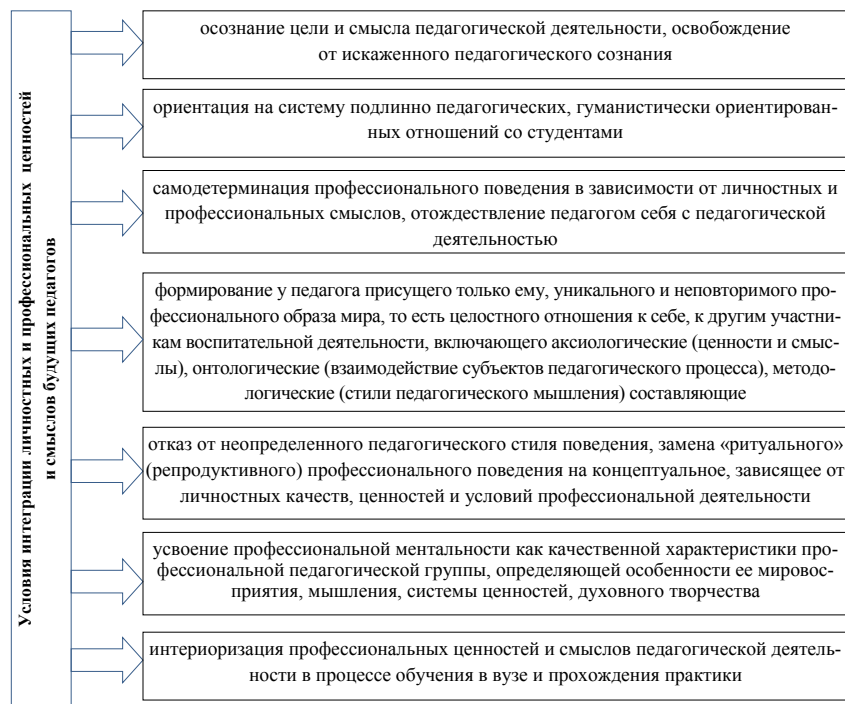 Условия интеграции личностных и профессиональных ценностей
и смыслов будущих педагогов
осознание цели и смысла педагогической деятельности, освобождение
от искаженного педагогического сознания
ориентация на систему подлинно педагогических, гуманистически ориентирован-
ных отношений со студентами
самодетерминация профессионального поведения в зависимости от личностных и
профессиональных смыслов, отождествление педагогом себя с педагогической
деятельностью
формирование у педагога присущего только ему, уникального и неповторимого про-
фессионального образа мира, то есть целостного отношения к себе, к другим участни-
кам воспитательной деятельности, включающего аксиологические (ценности и смыс-
лы), онтологические (взаимодействие субъектов педагогического процесса), методо-
логические (стили педагогического мышления) составляющие
отказ от неопределенного педагогического стиля поведения, замена «ритуального»
(репродуктивного) профессионального поведения на концептуальное, зависящее от
личностных качеств, ценностей и условий профессиональной деятельности
усвоение профессиональной ментальности как качественной характеристики про-
фессиональной педагогической группы, определяющей особенности ее мировос-
приятия, мышления, системы ценностей, духовного творчества
интериоризация профессиональных ценностей и смыслов педагогической деятель-
ности в процессе обучения в вузе и прохождения практики